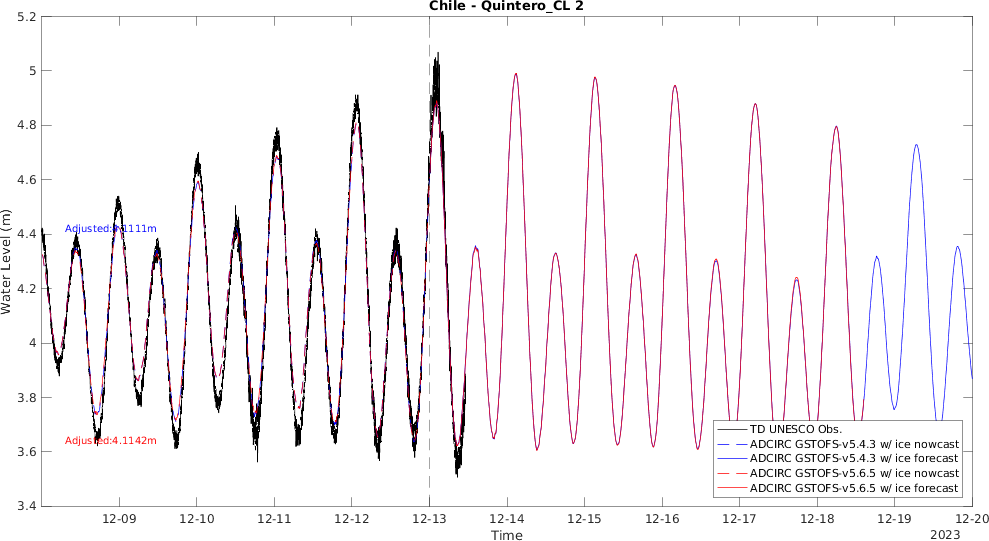 Chile - Quintero_CL 2
5.2
5
4.8
4.6
4.4
4.2
4
3.8
3.6
3.4
Water Level (m)
Adjusted:4.1111m
Adjusted:4.1142m
TD UNESCO Obs.
ADCIRC GSTOFS-v5.4.3 w/ ice nowcast
ADCIRC GSTOFS-v5.4.3 w/ ice forecast
ADCIRC GSTOFS-v5.6.5 w/ ice nowcast
ADCIRC GSTOFS-v5.6.5 w/ ice forecast
12-09 12-10 12-11 12-12 12-13 12-14 12-15 12-16 12-17 12-18 12-19 12-20
Time
2023